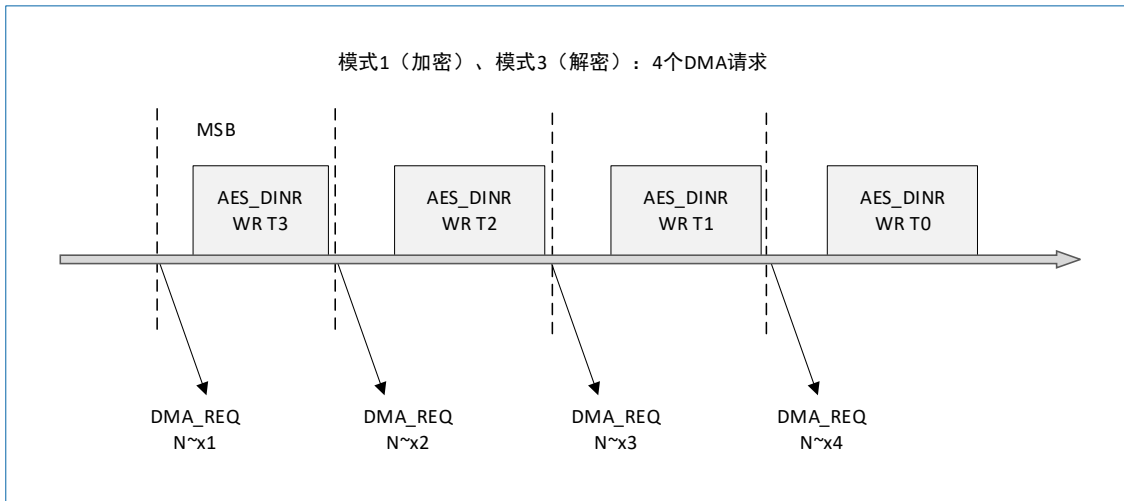 模式1（加密）、模式3（解密）：4个DMA请求
MSB
AES_DINR
WR T3
AES_DINR
WR T2
AES_DINR
WR T1
AES_DINR
WR T0
DMA_REQ
N~x1
DMA_REQ
N~x2
DMA_REQ
N~x3
DMA_REQ
N~x4